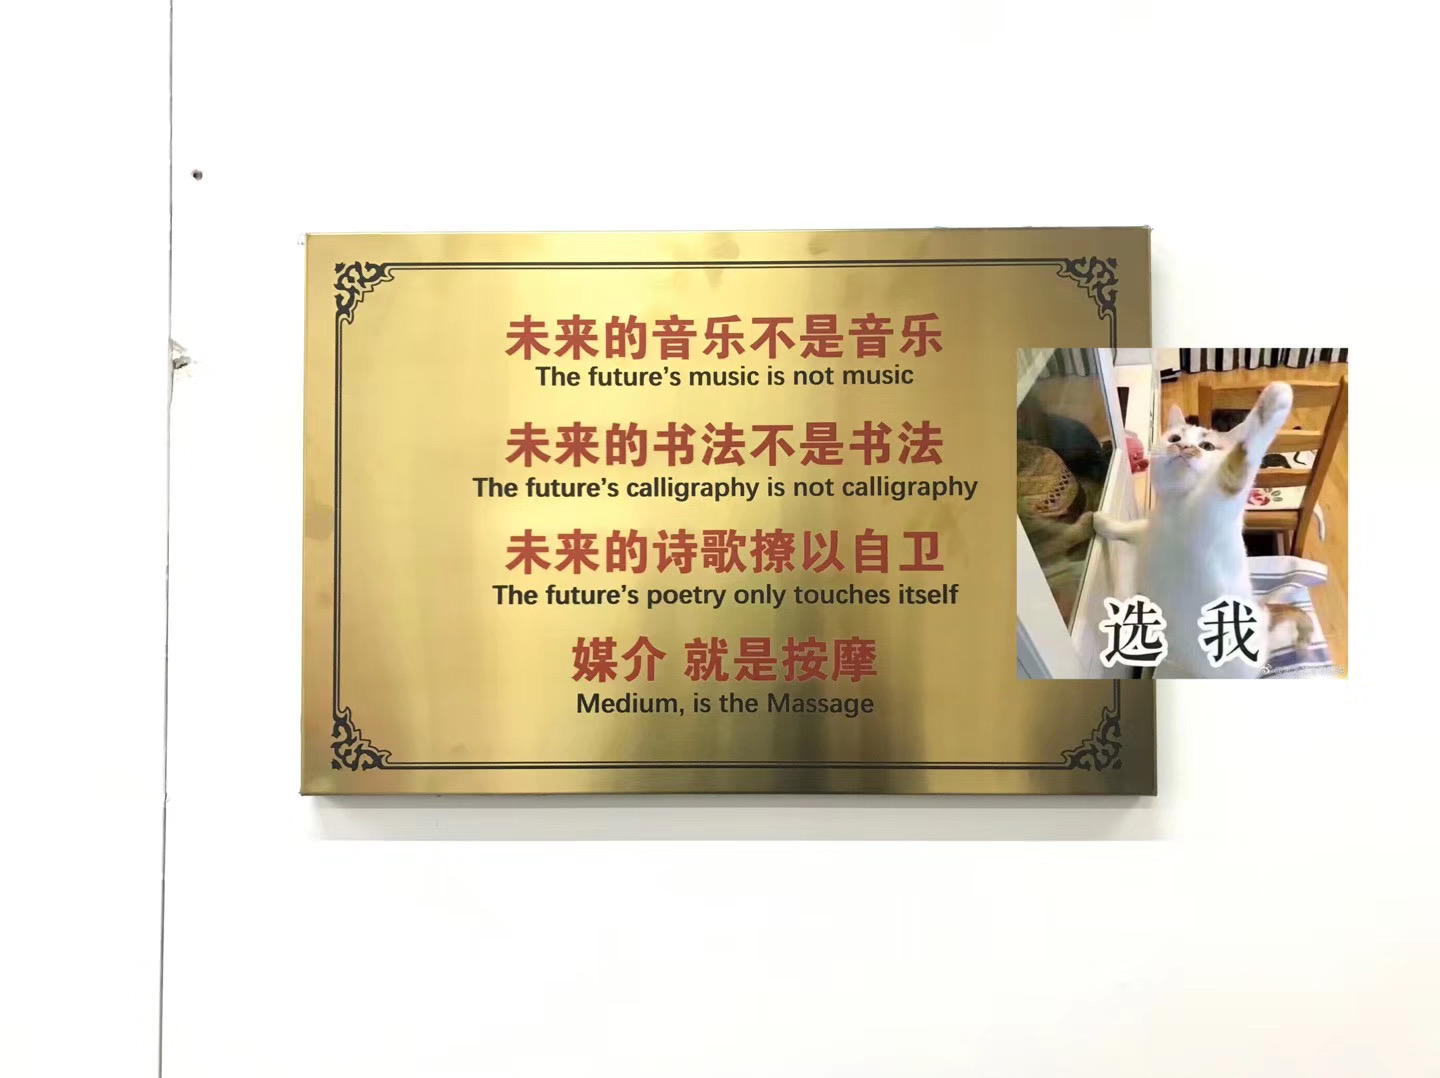 未来的音乐不是音乐
The future's music is not music
未来的书法不是书法
The future's calligraphy is not calligraphy
未来的诗歌撩以自卫
The future's poetry only touches itself
媒介 就是按摩
Medium, is the Massage
选 我